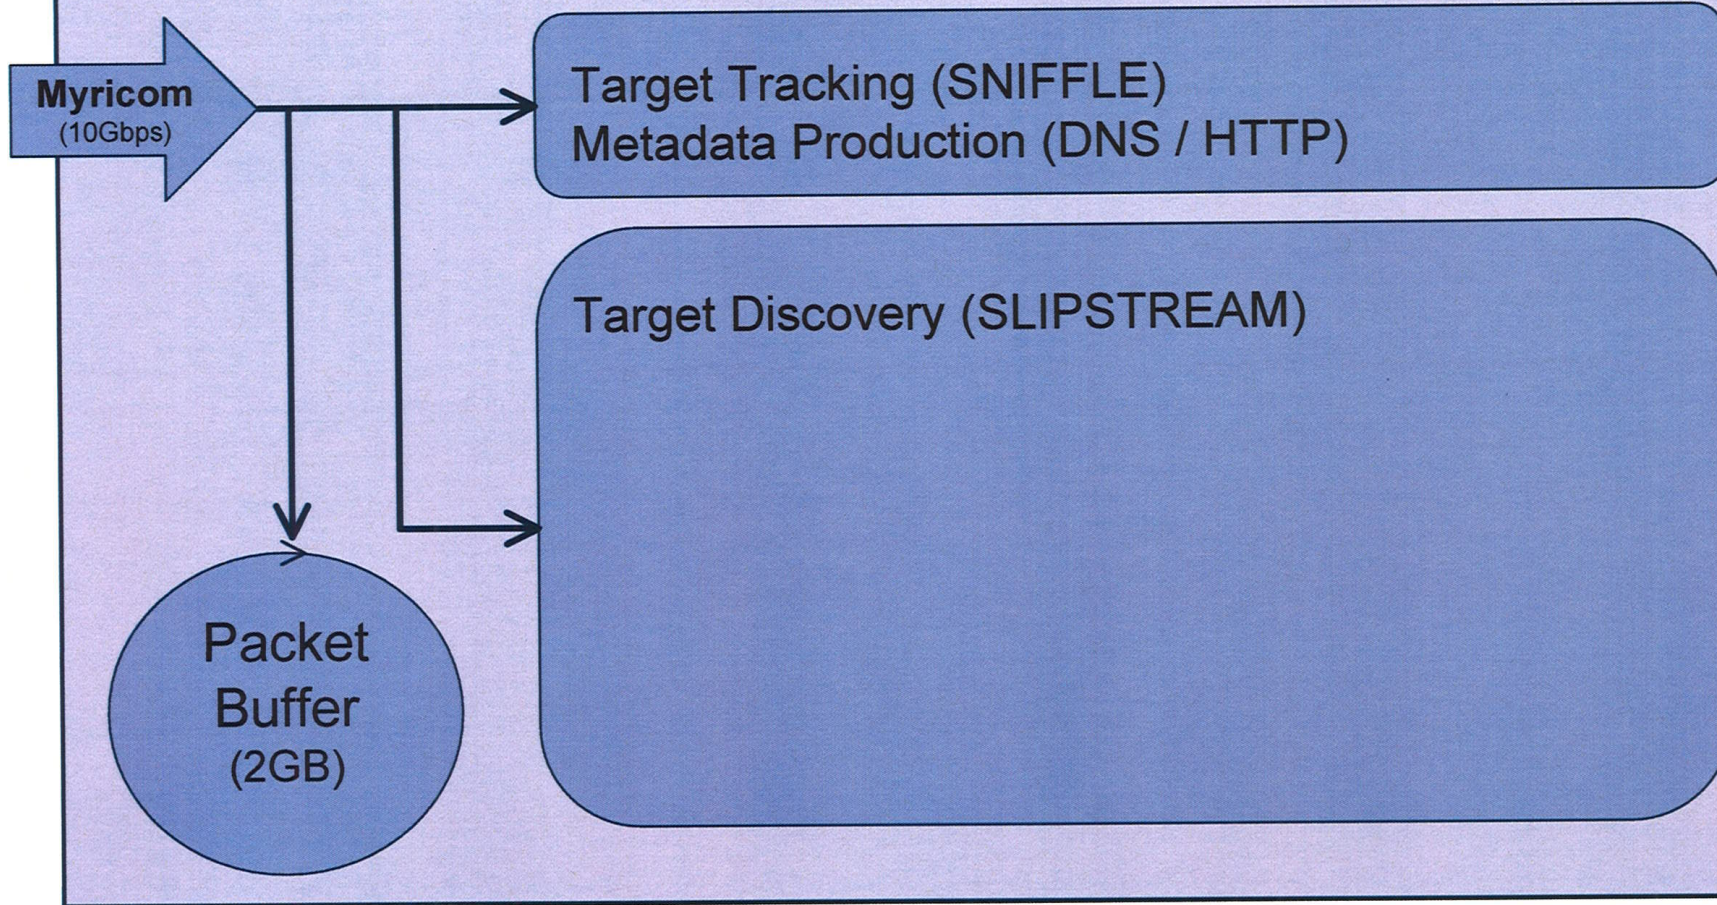 Myricom
(10Gbps)
Target Tracking (SNIFFLE)
Metadata Production (DNS / HTTP)
Target Discovery (SLIPSTREAM)
Packet
Buffer
(2GB)